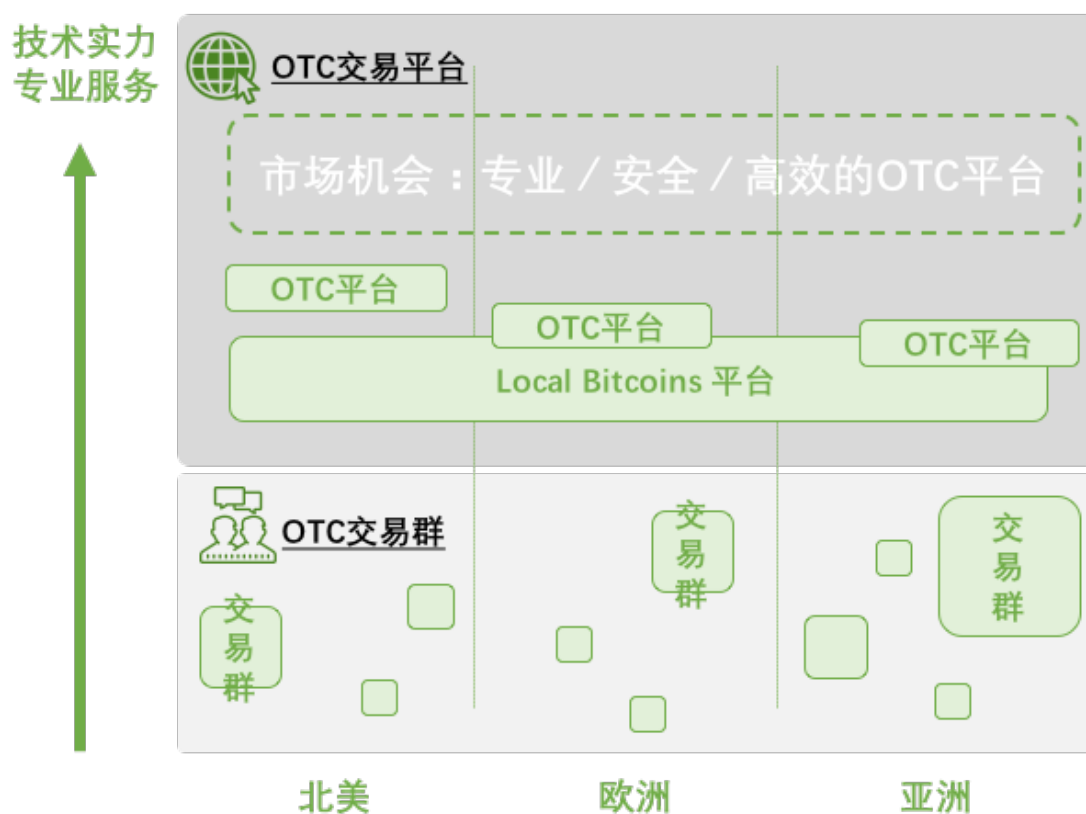 技术实力
专业服务
OTC交易平台
市场机会：专业／安全／高效的OTC平台
OTC平台
OTC平台
OTC平台
Local Bitcoins 平台
OTC交易群
交
易
群
交
易
群
交
易
群
北美
欧洲
亚洲